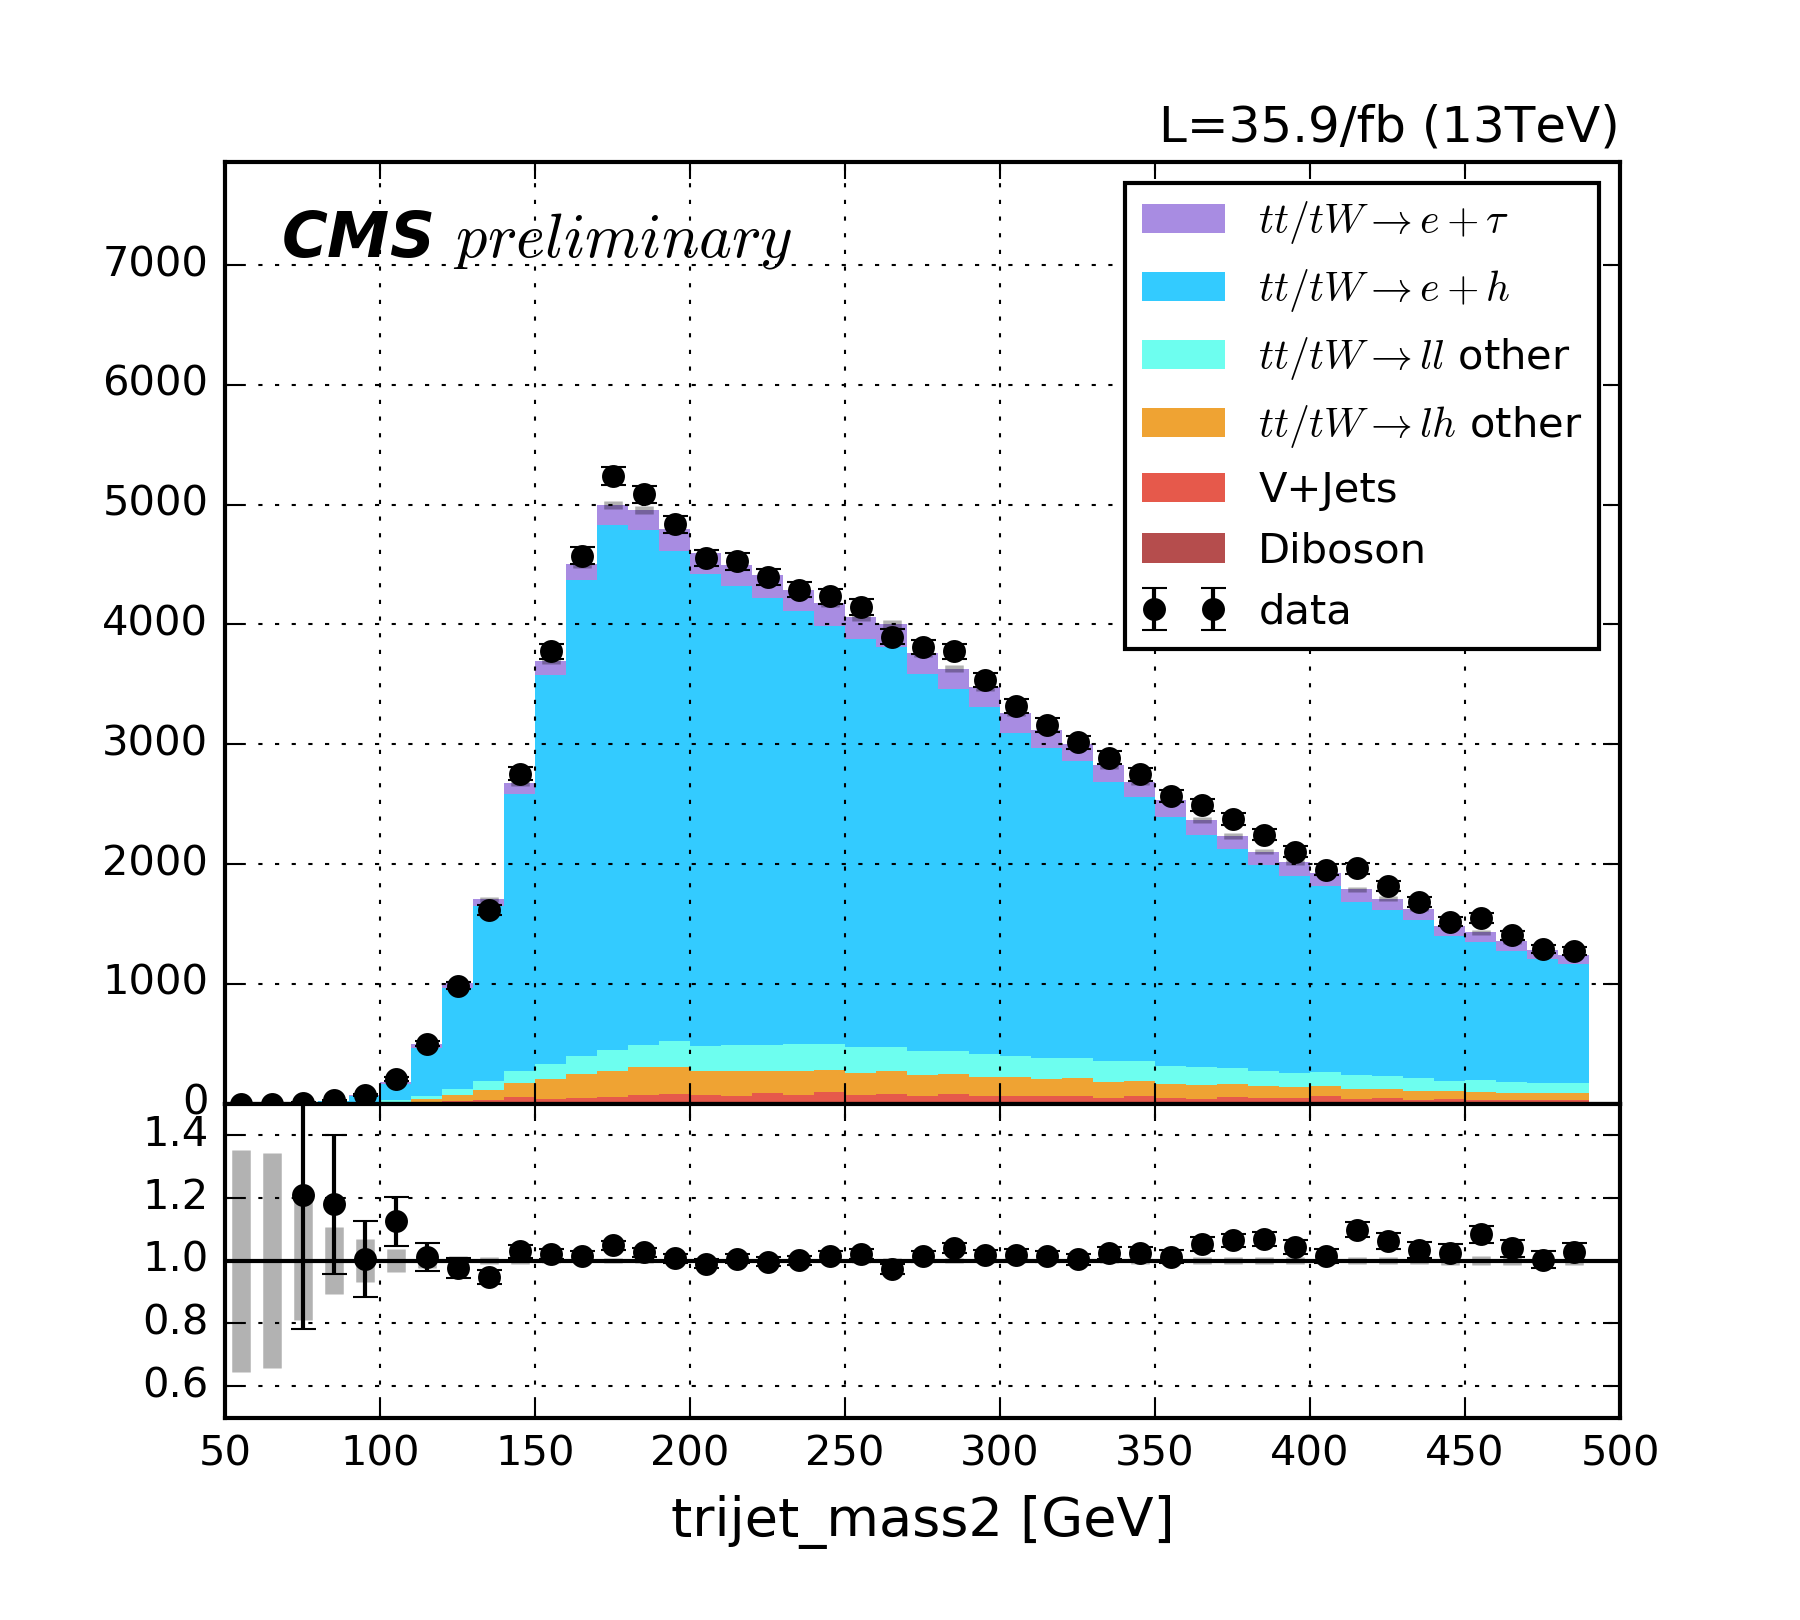 L=35.9/fb (13TeV)
CMS preliminary
7000
6000
5000
4000
3000
2000
1000
0
tt/tW → e + τ
tt/tW → e + h
tt/tW → ll other
tt/tW → lh other
V+Jets
Diboson
data
1.4
1.2
1.0
0.8
0.6
50 100 150 200 250 300 350 400 450 500
trijet_mass2 [GeV]